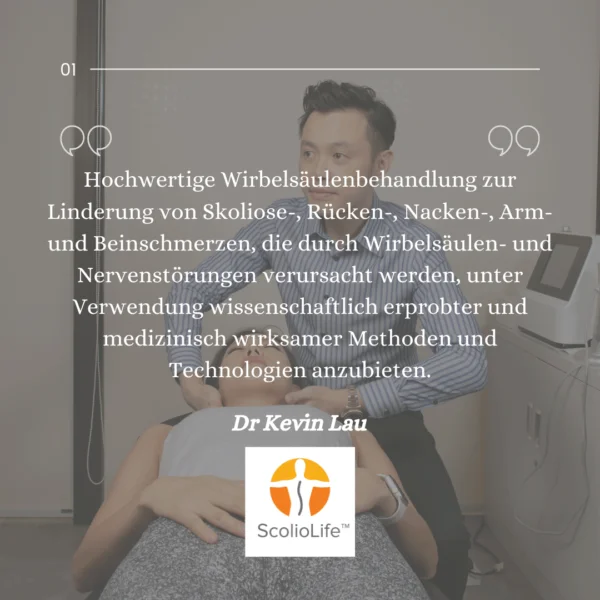 01
Hochwertige Wirbelsäulenbehandlung zur
Linderung von Skoliose-, Rücken-, Nacken-, Arm-
und Beinschmerzen, die durch Wirbelsäulen- und
Nervenstörungen verursacht werden, unter
Verwendung wissenschaftlich erprobter und
medizinisch wirksamer Methoden und
Technologien anzubieten.
Dr Kevin Lau
ScolioLife™